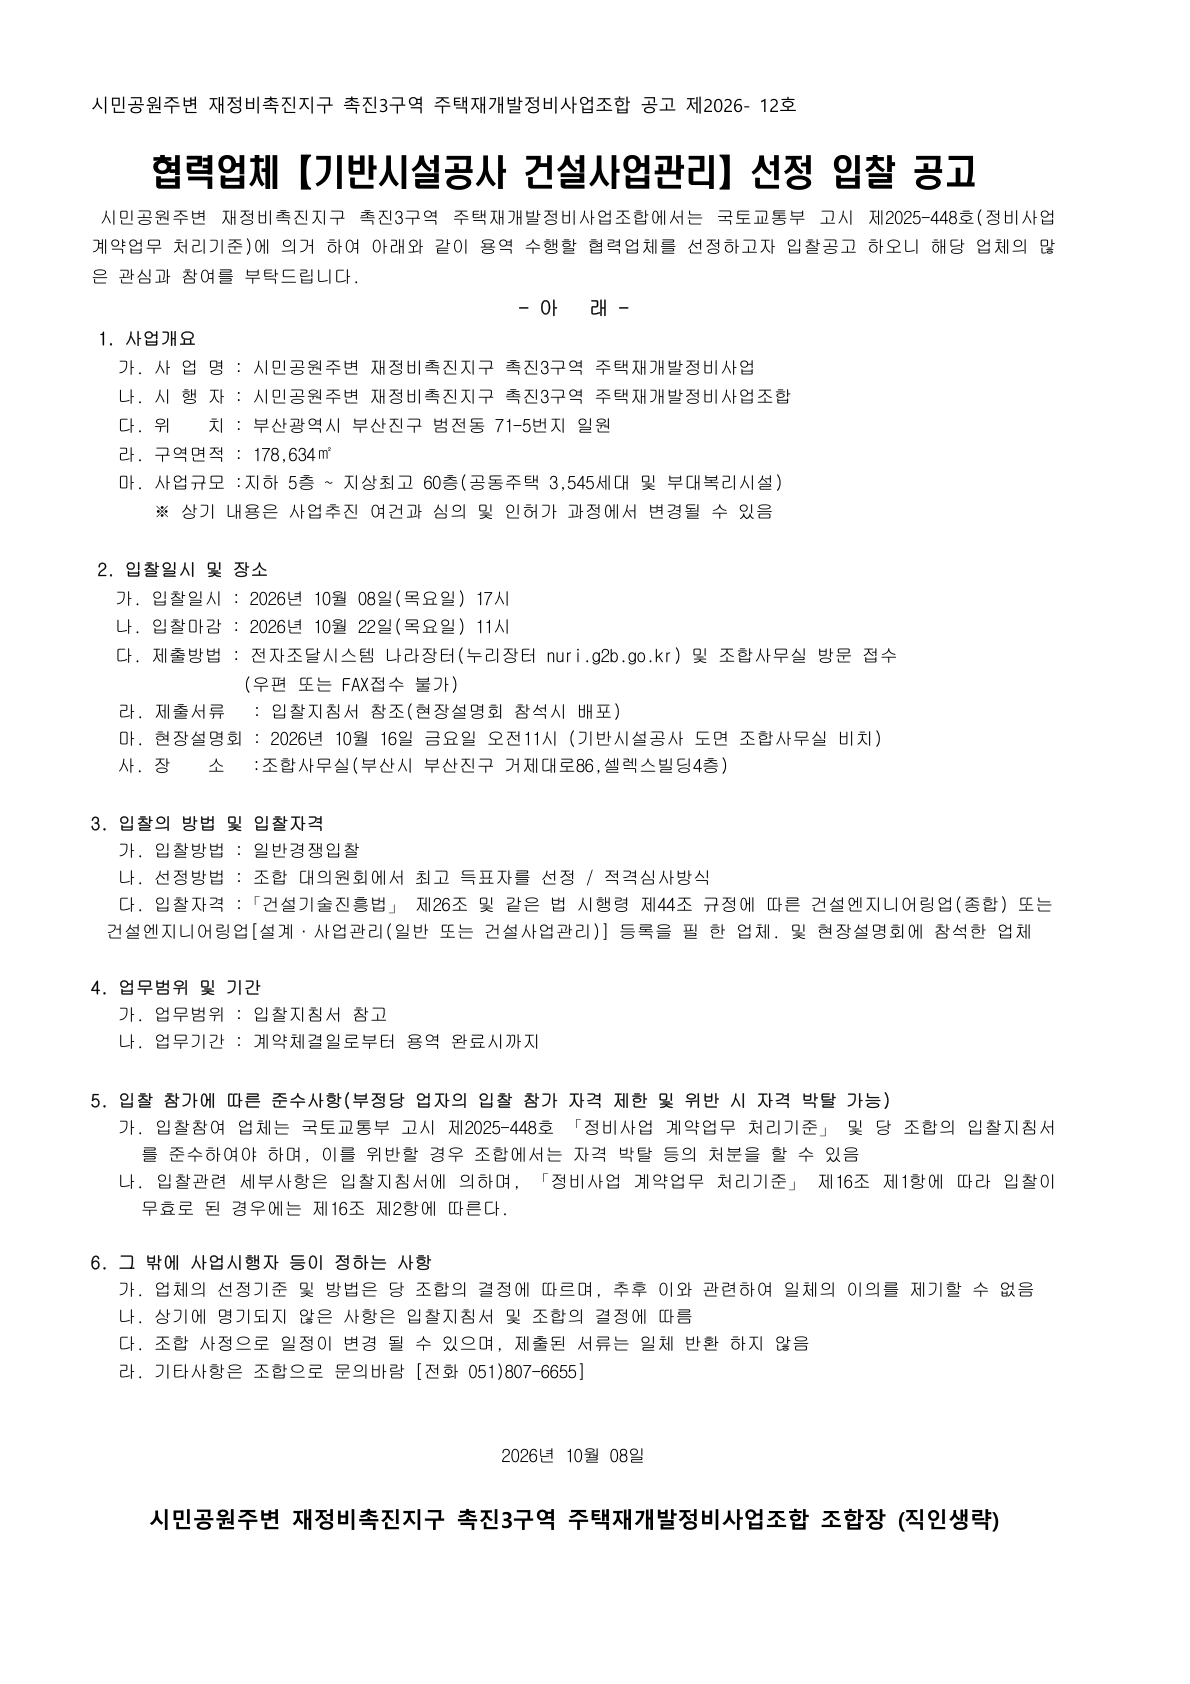 시민공원주변 재정비촉진지구 촉진3구역 주택재개발정비사업조합 공고 제2026- 12호
협력업체 【기반시설공사 건설사업관리】 선정 입찰 공고
시민공원주변 재정비촉진지구 촉진3구역 주택재개발정비사업조합에서는 국토교통부 고시 제2025-448호(정비사업
계약업무 처리기준)에 의거 하여 아래와 같이 용역 수행할 협력업체를 선정하고자 입찰공고 하오니 해당 업체의 많
은 관심과 참여를 부탁드립니다.
- 아 래 -
1. 사업개요
가. 사 업 명 : 시민공원주변 재정비촉진지구 촉진3구역 주택재개발정비사업
나. 시 행 자 : 시민공원주변 재정비촉진지구 촉진3구역 주택재개발정비사업조합
다. 위 치 : 부산광역시 부산진구 범전동 71-5번지 일원
라. 구역면적 : 178,634㎡
마. 사업규모 :지하 5층 ~ 지상최고 60층(공동주택 3,545세대 및 부대복리시설)
※ 상기 내용은 사업추진 여건과 심의 및 인허가 과정에서 변경될 수 있음
2. 입찰일시 및 장소
가. 입찰일시 : 2026년 10월 08일(목요일) 17시
나. 입찰마감 : 2026년 10월 22일(목요일) 11시
다. 제출방법 : 전자조달시스템 나라장터(누리장터 nuri.g2b.go.kr) 및 조합사무실 방문 접수
(우편 또는 FAX접수 불가)
라. 제출서류 : 입찰지침서 참조(현장설명회 참석시 배포)
마. 현장설명회 : 2026년 10월 16일 금요일 오전11시 (기반시설공사 도면 조합사무실 비치)
사. 장 소 :조합사무실(부산시 부산진구 거제대로86,셀렉스빌딩4층)
3. 입찰의 방법 및 입찰자격
가. 입찰방법 : 일반경쟁입찰
나. 선정방법 : 조합 대의원회에서 최고 득표자를 선정 / 적격심사방식
다. 입찰자격 :「건설기술진흥법」 제26조 및 같은 법 시행령 제44조 규정에 따른 건설엔지니어링업(종합) 또는
건설엔지니어링업[설계ㆍ사업관리(일반 또는 건설사업관리)] 등록을 필 한 업체. 및 현장설명회에 참석한 업체
4. 업무범위 및 기간
가. 업무범위 : 입찰지침서 참고
나. 업무기간 : 계약체결일로부터 용역 완료시까지
5. 입찰 참가에 따른 준수사항(부정당 업자의 입찰 참가 자격 제한 및 위반 시 자격 박탈 가능)
가. 입찰참여 업체는 국토교통부 고시 제2025-448호 「정비사업 계약업무 처리기준」 및 당 조합의 입찰지침서
를 준수하여야 하며, 이를 위반할 경우 조합에서는 자격 박탈 등의 처분을 할 수 있음
나. 입찰관련 세부사항은 입찰지침서에 의하며, 「정비사업 계약업무 처리기준」 제16조 제1항에 따라 입찰이
무효로 된 경우에는 제16조 제2항에 따른다.
6. 그 밖에 사업시행자 등이 정하는 사항
가. 업체의 선정기준 및 방법은 당 조합의 결정에 따르며, 추후 이와 관련하여 일체의 이의를 제기할 수 없음
나. 상기에 명기되지 않은 사항은 입찰지침서 및 조합의 결정에 따름
다. 조합 사정으로 일정이 변경 될 수 있으며, 제출된 서류는 일체 반환 하지 않음
라. 기타사항은 조합으로 문의바람 [전화 051)807-6655]
2026년 10월 08일
시민공원주변 재정비촉진지구 촉진3구역 주택재개발정비사업조합 조합장 (직인생략)